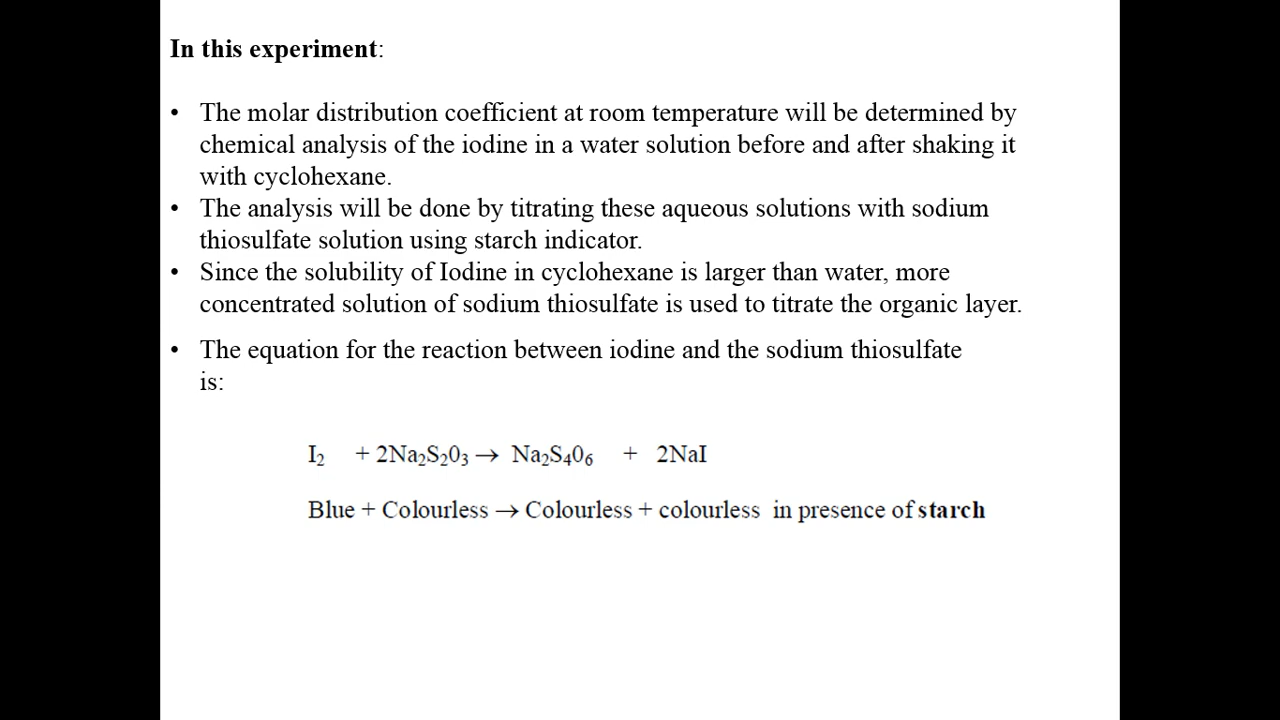 In this experiment:
• The molar distribution coefficient at room temperature will be determined by
chemical analysis of the iodine in a water solution before and after shaking it
with cyclohexane.
• The analysis will be done by titrating these aqueous solutions with sodium
thiosulfate solution using starch indicator.
• Since the solubility of Iodine in cyclohexane is larger than water, more
concentrated solution of sodium thiosulfate is used to titrate the organic layer.
• The equation for the reaction between iodine and the sodium thiosulfate
is:
I₂ + 2Na₂S₂0₃ → Na₂S₄0₆ + 2NaI
Blue + Colourless → Colourless + colourless in presence of starch